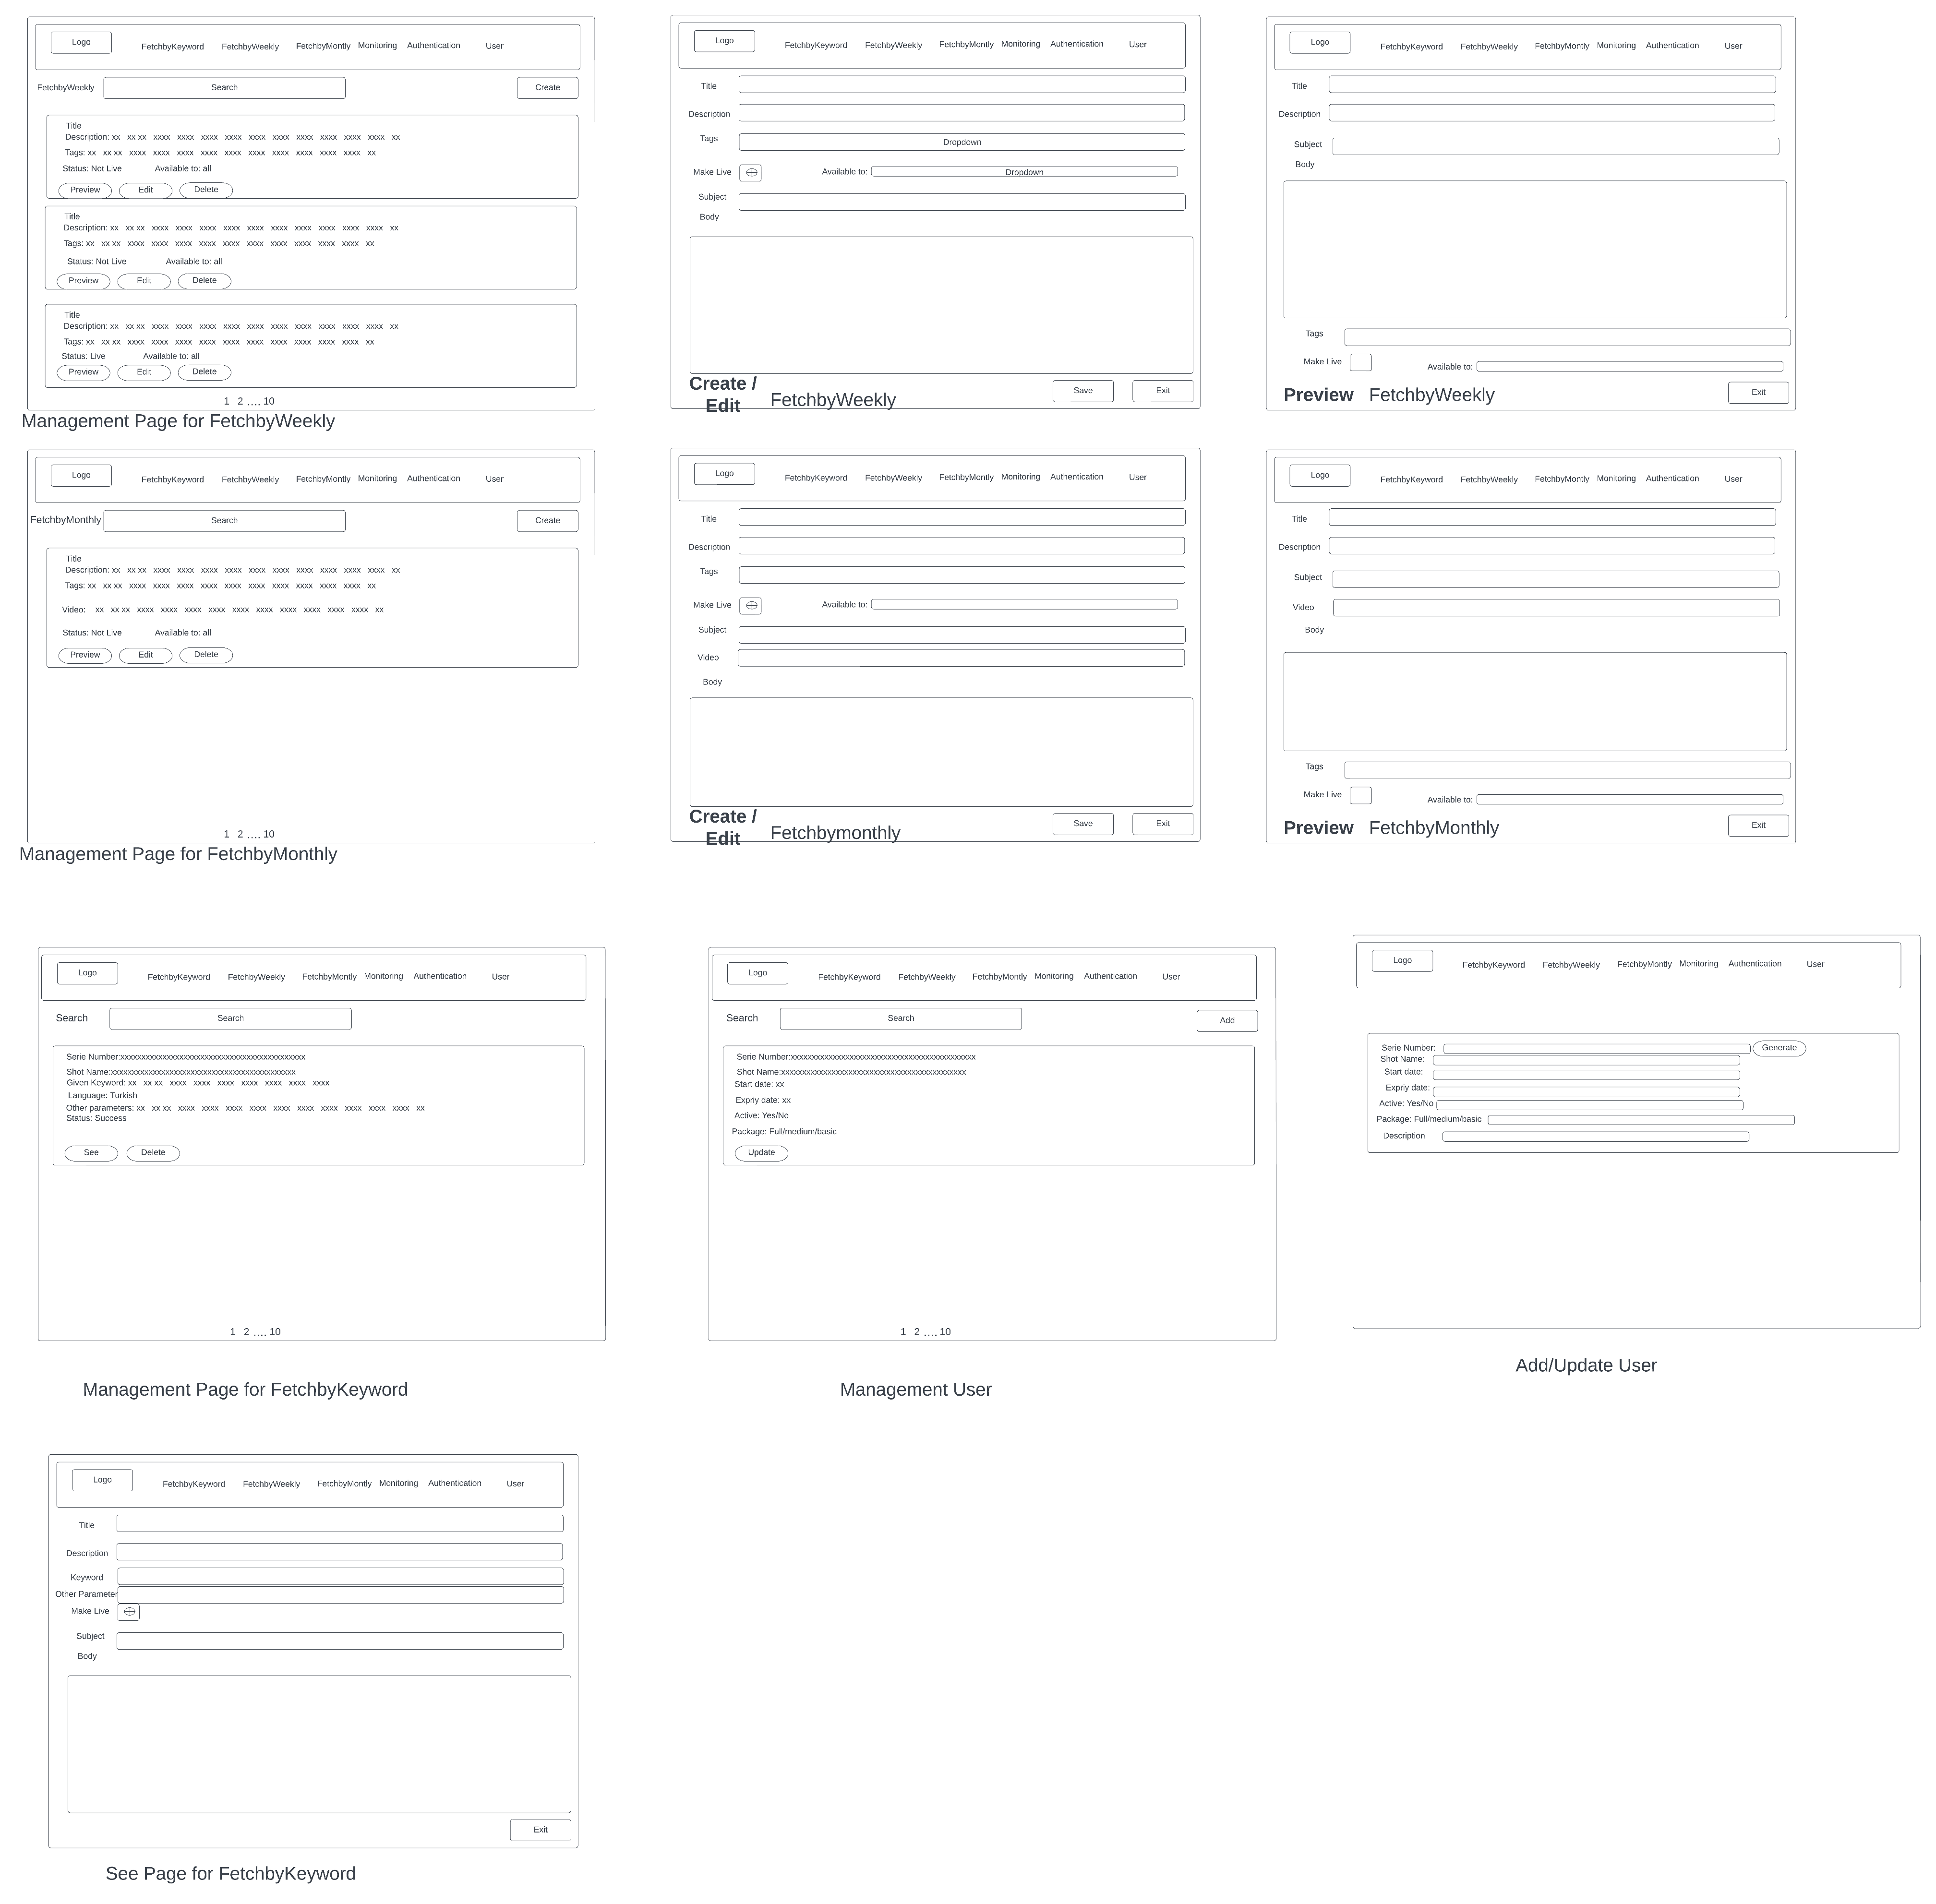 Logo FetchbyKeyword FetchbyWeekly FetchbyMontly Monitoring Authentication User
FetchbyWeekly Search Create
Title
Description: xx xx xx xxxx xxxx xxxx xxxx xxxx xxxx xxxx xxxx xxxx xxxx xx
Tags: xx xx xx xxxx xxxx xxxx xxxx xxxx xxxx xxxx xxxx xxxx xxxx xx
Status: Not Live Available to: all
Preview Edit Delete
Title
Description: xx xx xx xxxx xxxx xxxx xxxx xxxx xxxx xxxx xxxx xxxx xxxx xx
Tags: xx xx xx xxxx xxxx xxxx xxxx xxxx xxxx xxxx xxxx xxxx xxxx xx
Status: Not Live Available to: all
Preview Edit Delete
Title
Description: xx xx xx xxxx xxxx xxxx xxxx xxxx xxxx xxxx xxxx xxxx xxxx xx
Tags: xx xx xx xxxx xxxx xxxx xxxx xxxx xxxx xxxx xxxx xxxx xxxx xx
Status: Live Available to: all
Preview Edit Delete
1 2 .... 10
Management Page for FetchbyWeekly
Logo FetchbyKeyword FetchbyWeekly FetchbyMontly Monitoring Authentication User
Title
Description
Tags Dropdown
Make Live Available to: Dropdown
Subject
Body
Save Exit
Create /
Edit FetchbyWeekly
Logo FetchbyKeyword FetchbyWeekly FetchbyMontly Monitoring Authentication User
Title
Description
Subject
Body
Tags
Make Live Available to:
Preview FetchbyWeekly Exit
Logo FetchbyKeyword FetchbyWeekly FetchbyMontly Monitoring Authentication User
FetchbyMonthly Search Create
Title
Description: xx xx xx xxxx xxxx xxxx xxxx xxxx xxxx xxxx xxxx xxxx xxxx xx
Tags: xx xx xx xxxx xxxx xxxx xxxx xxxx xxxx xxxx xxxx xxxx xxxx xx
Video: xx xx xx xxxx xxxx xxxx xxxx xxxx xxxx xxxx xxxx xxxx xxxx xx
Status: Not Live Available to: all
Preview Edit Delete
1 2 .... 10
Management Page for FetchbyMonthly
Logo FetchbyKeyword FetchbyWeekly FetchbyMontly Monitoring Authentication User
Title
Description
Tags
Make Live Available to:
Subject
Video
Body
Save Exit
Create /
Edit Fetchbymonthly
Logo FetchbyKeyword FetchbyWeekly FetchbyMontly Monitoring Authentication User
Title
Description
Subject
Video
Body
Tags
Make Live Available to:
Preview FetchbyMonthly Exit
Logo FetchbyKeyword FetchbyWeekly FetchbyMontly Monitoring Authentication User
Search Search
Serie Number:xxxxxxxxxxxxxxxxxxxxxxxxxxxxxxxxxxxxxxxxxxxx
Shot Name:xxxxxxxxxxxxxxxxxxxxxxxxxxxxxxxxxxxxxxxxxxxx
Given Keyword: xx xx xx xxxx xxxx xxxx xxxx xxxx xxxx
Language: Turkish
Other parameters: xx xx xx xxxx xxxx xxxx xxxx xxxx xxxx xxxx xxxx xxxx xxxx xx
Status: Success
See Delete
1 2 .... 10
Management Page for FetchbyKeyword
Logo FetchbyKeyword FetchbyWeekly FetchbyMontly Monitoring Authentication User
Search Search Add
Serie Number:xxxxxxxxxxxxxxxxxxxxxxxxxxxxxxxxxxxxxxxxxxxx
Shot Name:xxxxxxxxxxxxxxxxxxxxxxxxxxxxxxxxxxxxxxxxxxxx
Start date: xx
Expriy date: xx
Active: Yes/No
Package: Full/medium/basic
Update
1 2 .... 10
Management User
Logo FetchbyKeyword FetchbyWeekly FetchbyMontly Monitoring Authentication User
Serie Number: Generate
Shot Name:
Start date:
Expriy date:
Active: Yes/No
Package: Full/medium/basic
Description
Add/Update User
Logo FetchbyKeyword FetchbyWeekly FetchbyMontly Monitoring Authentication User
Title
Description
Keyword
Other Parameter
Make Live
Subject
Body
Exit
See Page for FetchbyKeyword